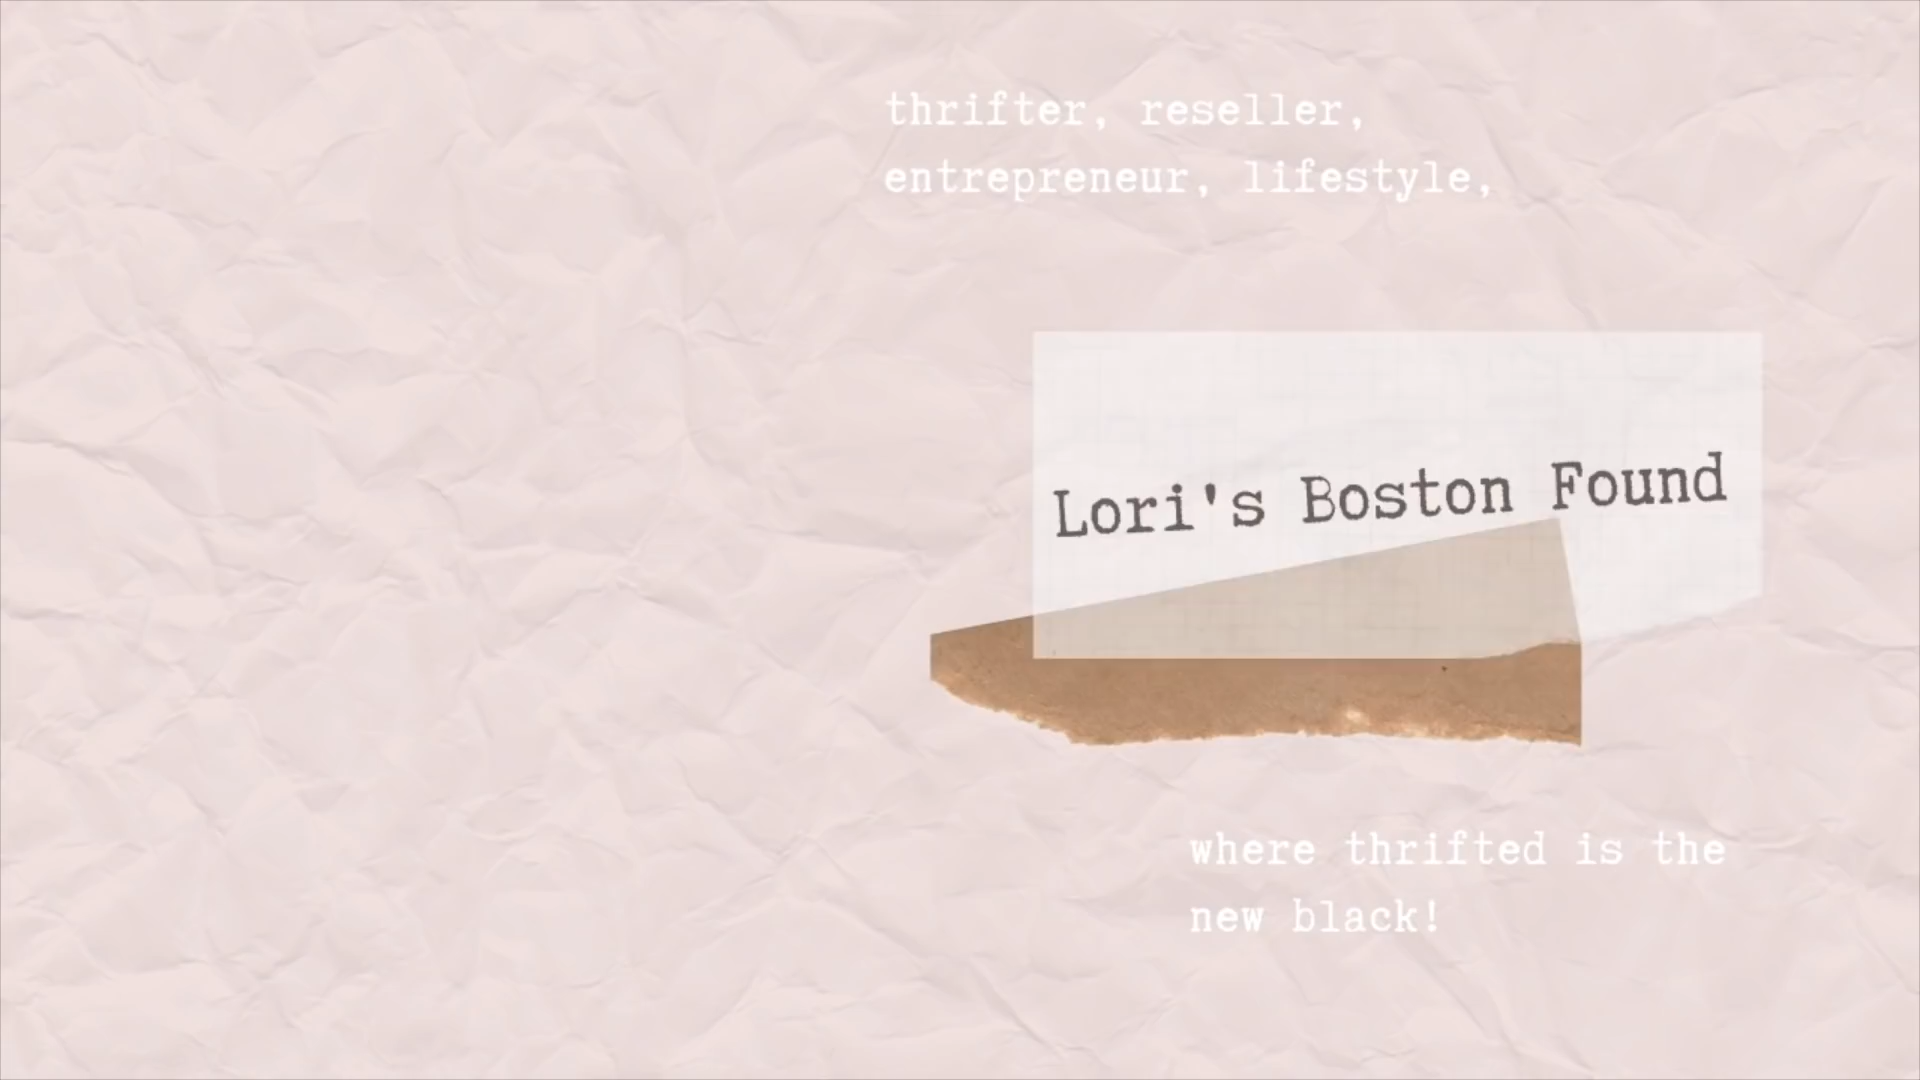 thrifter, reseller,
entrepreneur, lifestyle,
Lori's Boston Found
where thrifted is the
new black!